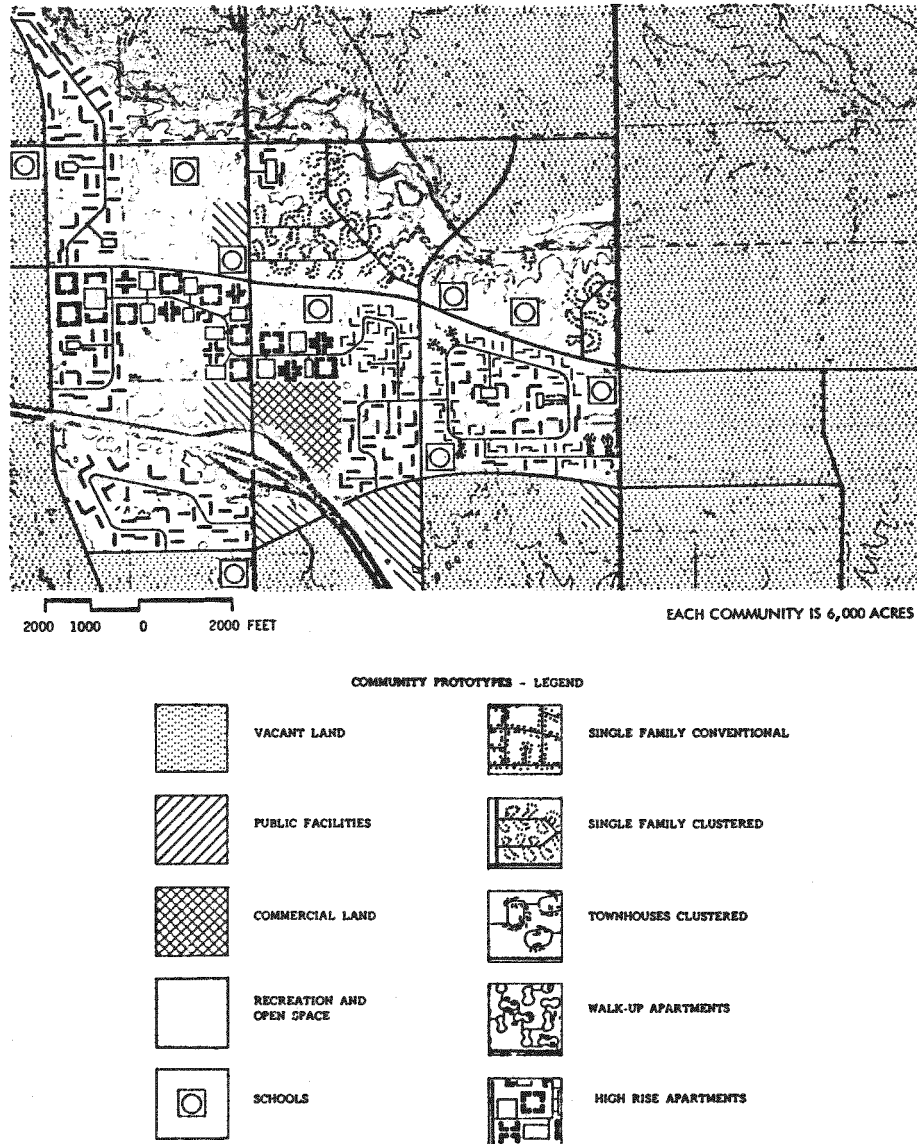 2000 1000 0 2000 FEET
EACH COMMUNITY IS 6,000 ACRES
COMMUNITY PROTOTYPES - LEGEND
VACANT LAND
SINGLE FAMILY CONVENTIONAL
PUBLIC FACILITIES
SINGLE FAMILY CLUSTERED
COMMERCIAL LAND
TOWNHOUSES CLUSTERED
RECREATION AND
OPEN SPACE
WALK-UP APARTMENTS
SCHOOLS
HIGH RISE APARTMENTS